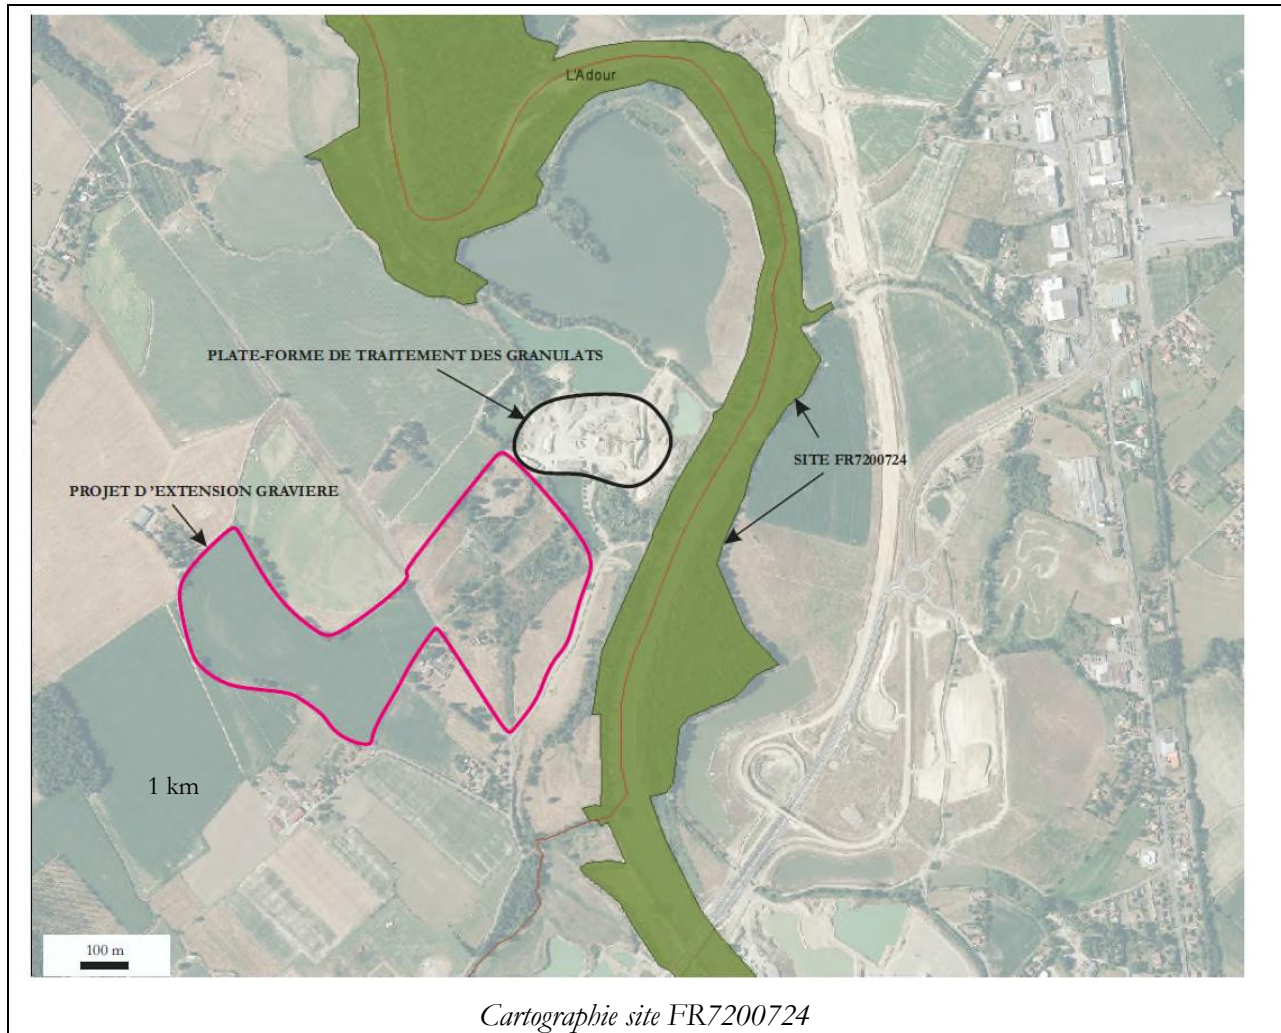 L'Adour
PLATE-FORME DE TRAITEMENT DES GRANULATS
SITE FR7200724
PROJET D'EXTENSION GRAVIERE
1 km
100 m
Cartographie site FR7200724